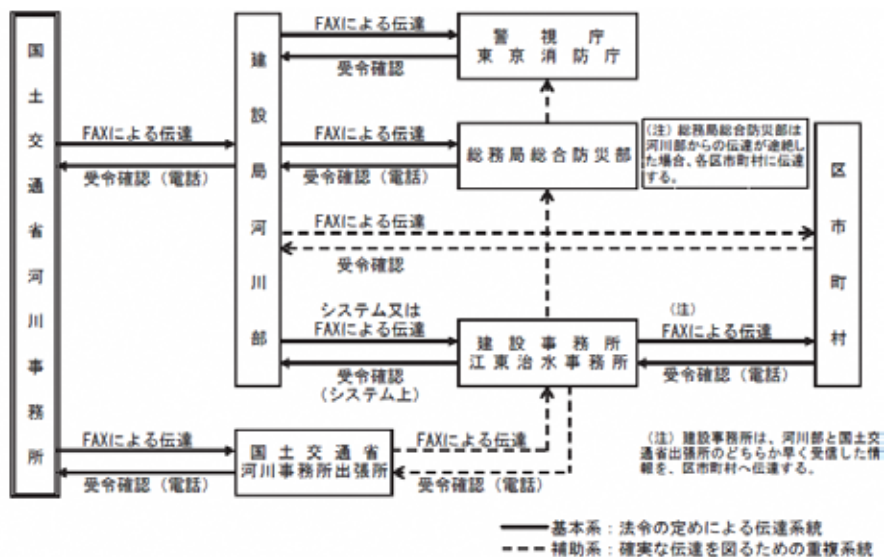 国土交通省河川事務所
FAXによる伝達
受令確認（電話）
建設局河川部
FAXによる伝達
受令確認
警視庁
東京消防庁
FAXによる伝達
受令確認（電話）
総務局総合防災部
（注）総務局総合防災部は
河川部からの伝達が途絶し
た場合、各区市町村に伝達
する。
区市町村
FAXによる伝達
受令確認
システム又は
FAXによる伝達
受令確認
（システム上）
建設事務所
江東治水事務所
（注）
FAXによる伝達
受令確認（電話）
FAXによる伝達
受令確認（電話）
国土交通省
河川事務所出張所
FAXによる伝達
受令確認（電話）
（注）建設事務所は、河川部と国土交
通省出張所のどちらか早く受信した情
報を、区市町村へ伝達する。
基本系：法令の定めによる伝達系統
補助系：確実な伝達を図るための重複系統